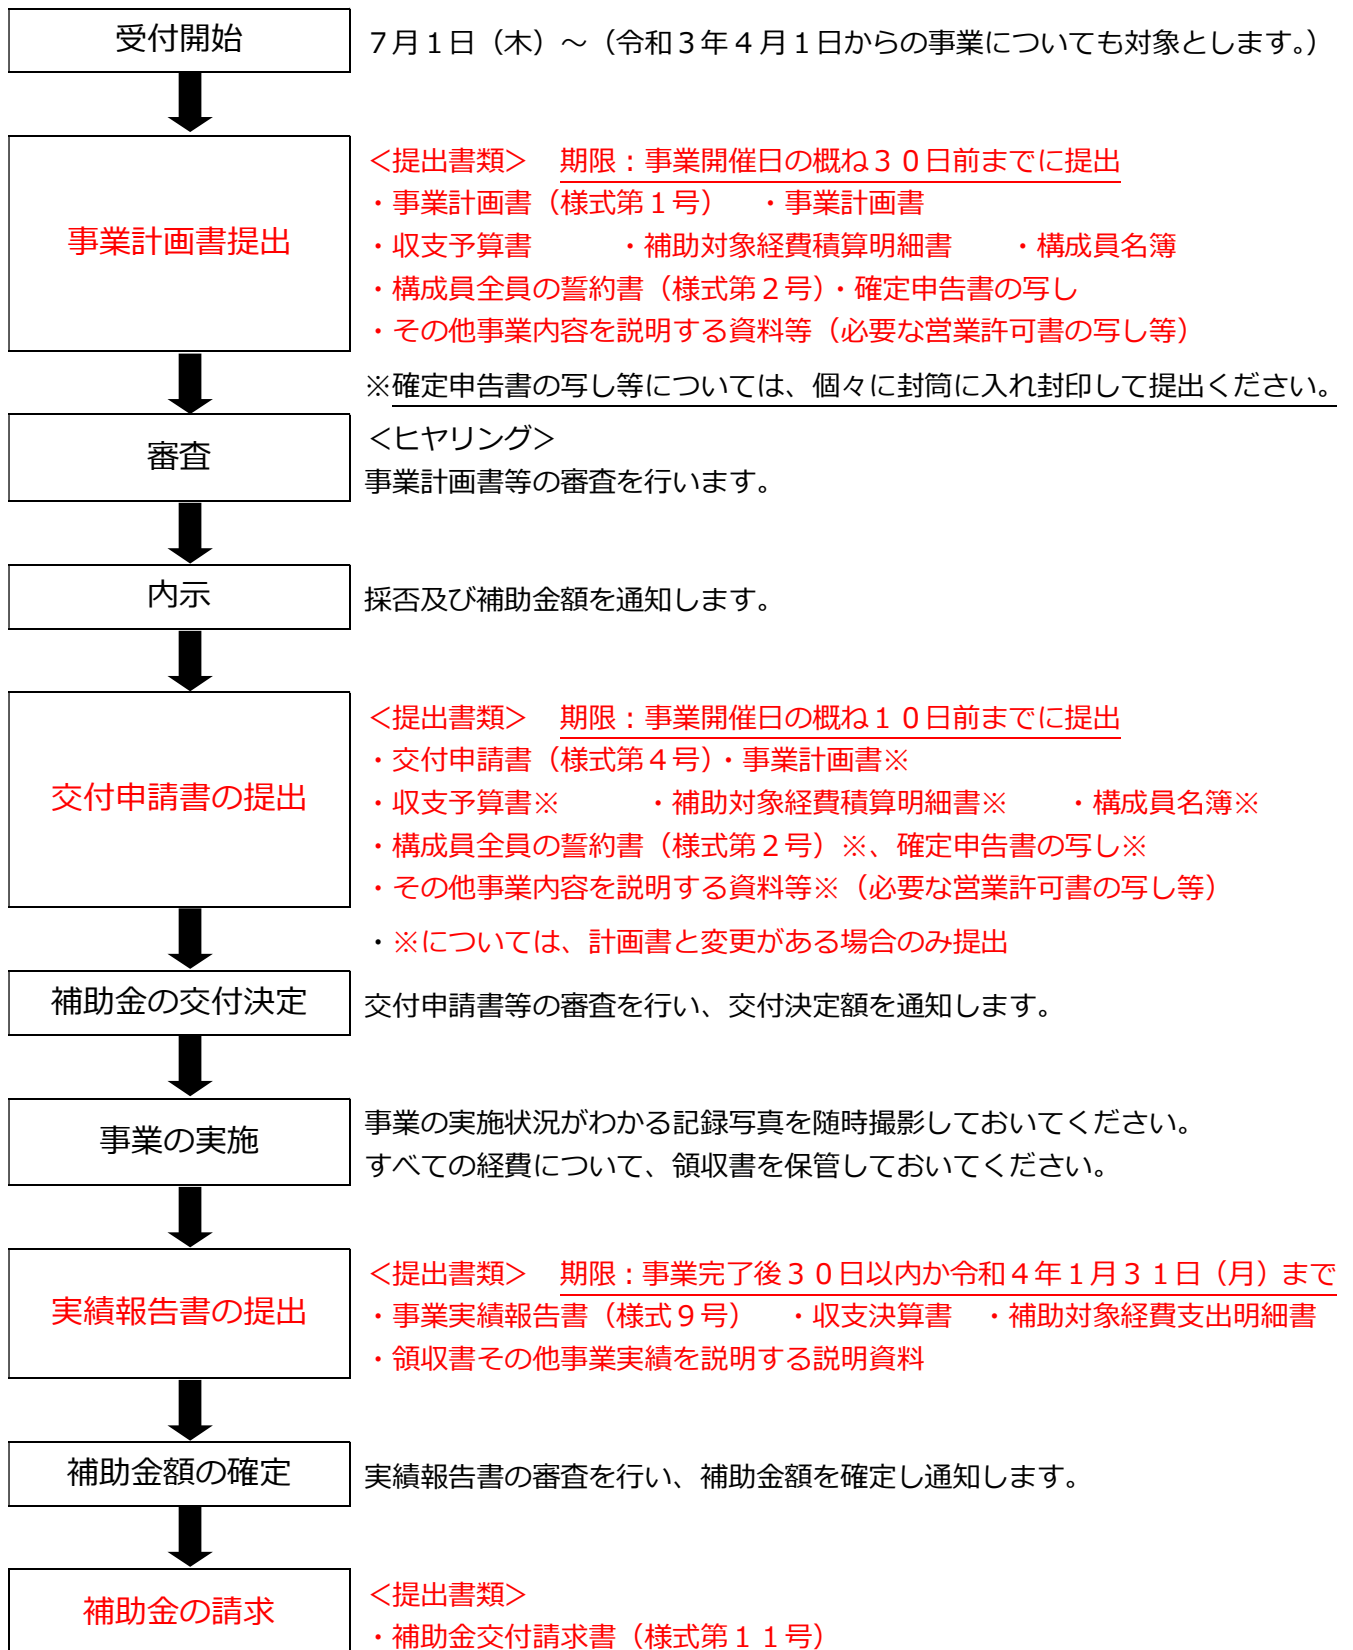 受付開始
７月１日（木）～（令和３年４月１日からの事業についても対象とします。）
事業計画書提出
＜提出書類＞　期限：事業開催日の概ね３０日前までに提出
・事業計画書（様式第１号）　・事業計画書
・収支予算書　　　・補助対象経費積算明細書　　・構成員名簿
・構成員全員の誓約書（様式第２号）・確定申告書の写し
・その他事業内容を説明する資料等（必要な営業許可書の写し等）
※確定申告書の写し等については、個々に封筒に入れ封印して提出ください。
審査
＜ヒヤリング＞
事業計画書等の審査を行います。
内示
採否及び補助金額を通知します。
交付申請書の提出
＜提出書類＞　期限：事業開催日の概ね１０日前までに提出
・交付申請書（様式第４号）・事業計画書※
・収支予算書※　　　・補助対象経費積算明細書※　　・構成員名簿※
・構成員全員の誓約書（様式第２号）※、確定申告書の写し※
・その他事業内容を説明する資料等※（必要な営業許可書の写し等）
・※については、計画書と変更がある場合のみ提出
補助金の交付決定
交付申請書等の審査を行い、交付決定額を通知します。
事業の実施
事業の実施状況がわかる記録写真を随時撮影しておいてください。
すべての経費について、領収書を保管しておいてください。
実績報告書の提出
＜提出書類＞　期限：事業完了後３０日以内か令和４年１月３１日（月）まで
・事業実績報告書（様式９号）　・収支決算書　・補助対象経費支出明細書
・領収書その他事業実績を説明する説明資料
補助金額の確定
実績報告書の審査を行い、補助金額を確定し通知します。
補助金の請求
＜提出書類＞
・補助金交付請求書（様式第１１号）